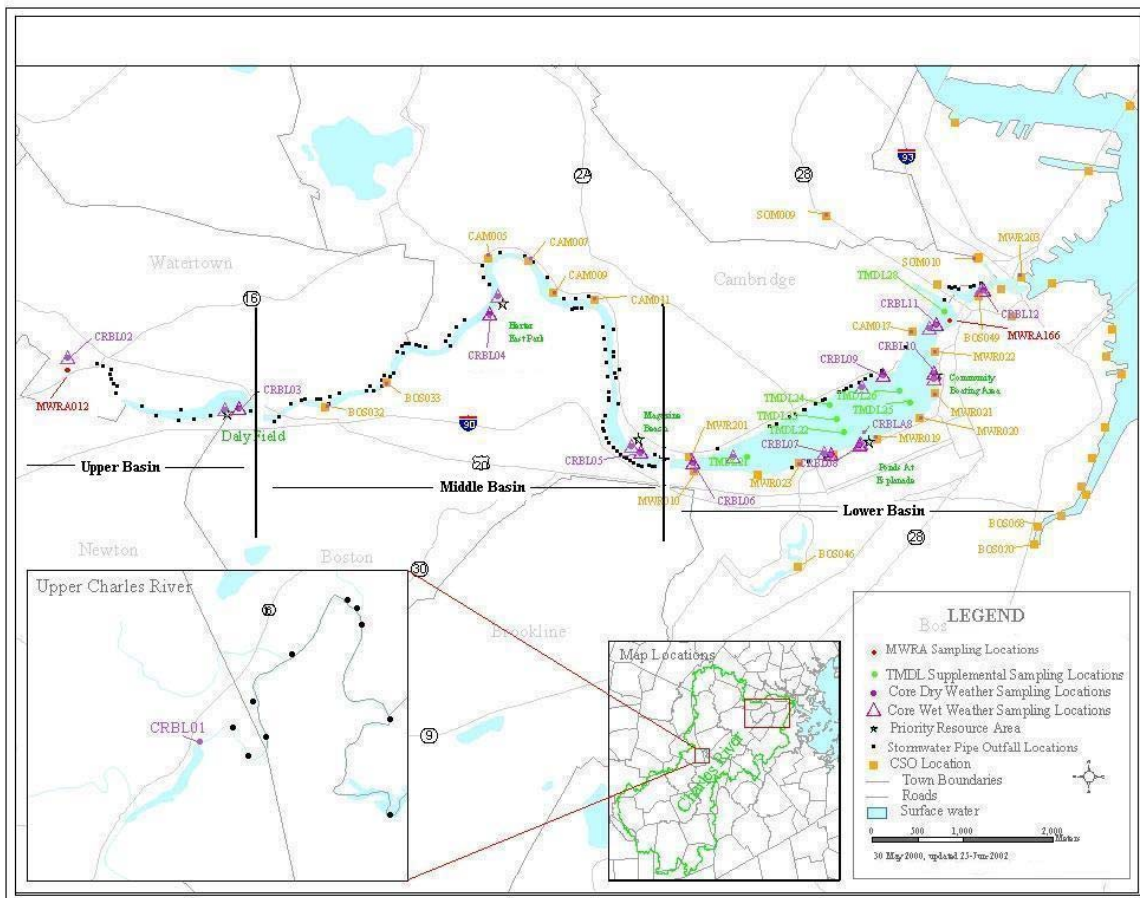 93
2A
28
SOM009
MWR203
CAM005
CAM007
SOM010
Watertown
Cambridge
TMDL28
CAM009
16
CAM011
CRBL11
CRBL12
CRBL02
East Park
CAM017
BOS049
MWRA166
CRBL04
CRBL10
MWR022
CRBL09
MWRA012
CRBL03
BOS033
Community
Boating Area
TMDL26
TMDL24
TMDL25
BOS032
Daly Field
90
Magazine
Beach
MWR021
TMDL22
CRBLA8
MWR020
MWR201
CRBL07
MWR019
Upper Basin
20
CRBL05
CRBL08
Ponds At
Esplanade
Middle Basin
MWR010
MWR023
CRBL06
Lower Basin
BOS068
Newton
Boston
28
BOS070
BOS046
30
Upper Charles River
16
Brookline
Bos
LEGEND
MWRA Sampling Locations
TMDL Supplemental Sampling Locations
Core Dry Weather Sampling Locations
Core Wet Weather Sampling Locations
Priority Resource Area
Stormwater Pipe Outfall Locations
CSO Location
Town Boundaries
Roads
Surface water
0 500 1,000 2,000
Meters
30 May 2000, updated 25-June 2002
Map Locations
Charles River
CRBL01
9